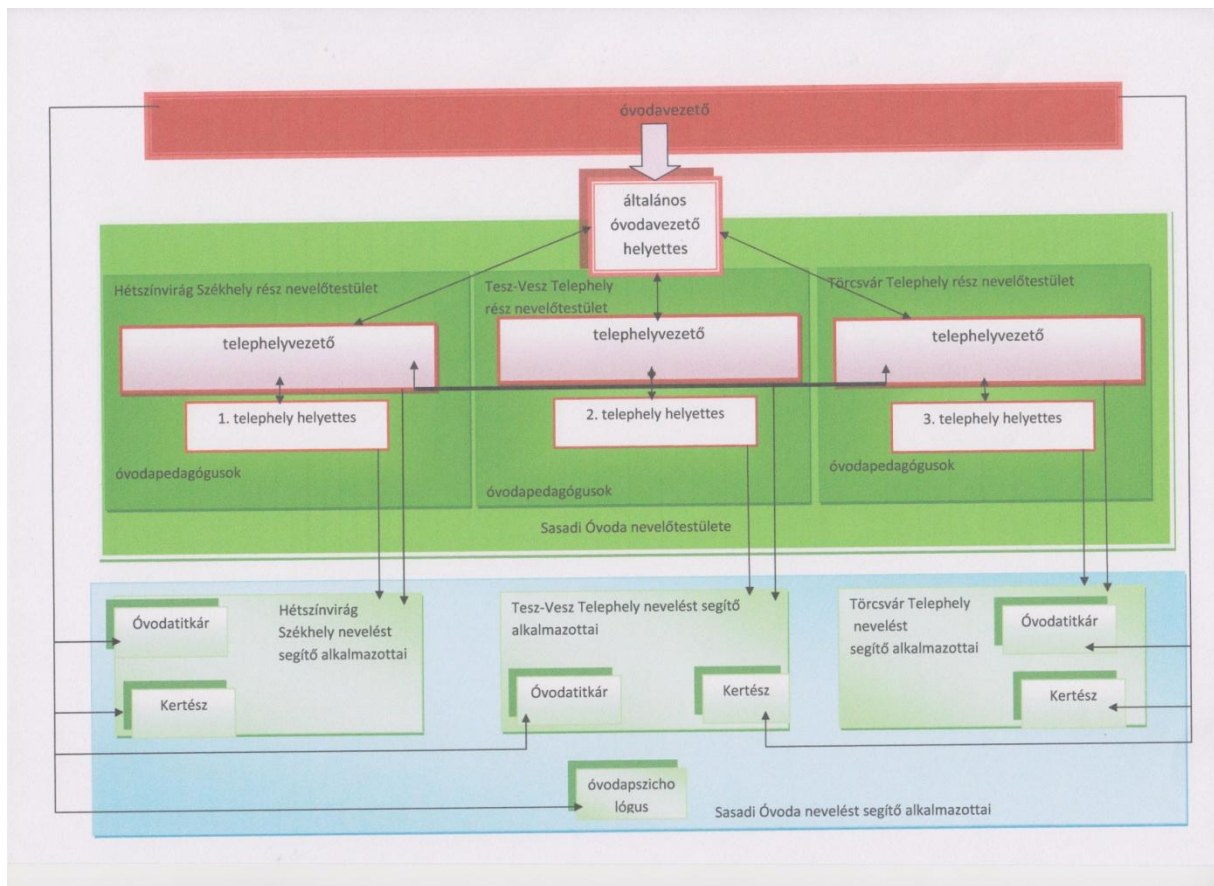 óvodavezető
általános
óvodavezető
helyettes
Hétszínvirág Székhely rész nevelőtestület
Tesz-Vesz Telephely
rész nevelőtestület
Törcsvár Telephely rész nevelőtestület
telephelyvezető
telephelyvezető
telephelyvezető
1. telephely helyettes
2. telephely helyettes
3. telephely helyettes
óvodapedagógusok
óvodapedagógusok
óvodapedagógusok
Sasadi Óvoda nevelőtestülete
Óvodatitkár
Hétszínvirág
Székhely nevelést
segítő alkalmazottai
Kertész
Tesz-Vesz Telephely nevelést segítő
alkalmazottai
Óvodatitkár
Kertész
Törcsvár Telephely
nevelést
segítő alkalmazottai
Óvodatitkár
Kertész
óvodapszicho
lógus
Sasadi Óvoda nevelést segítő alkalmazottai